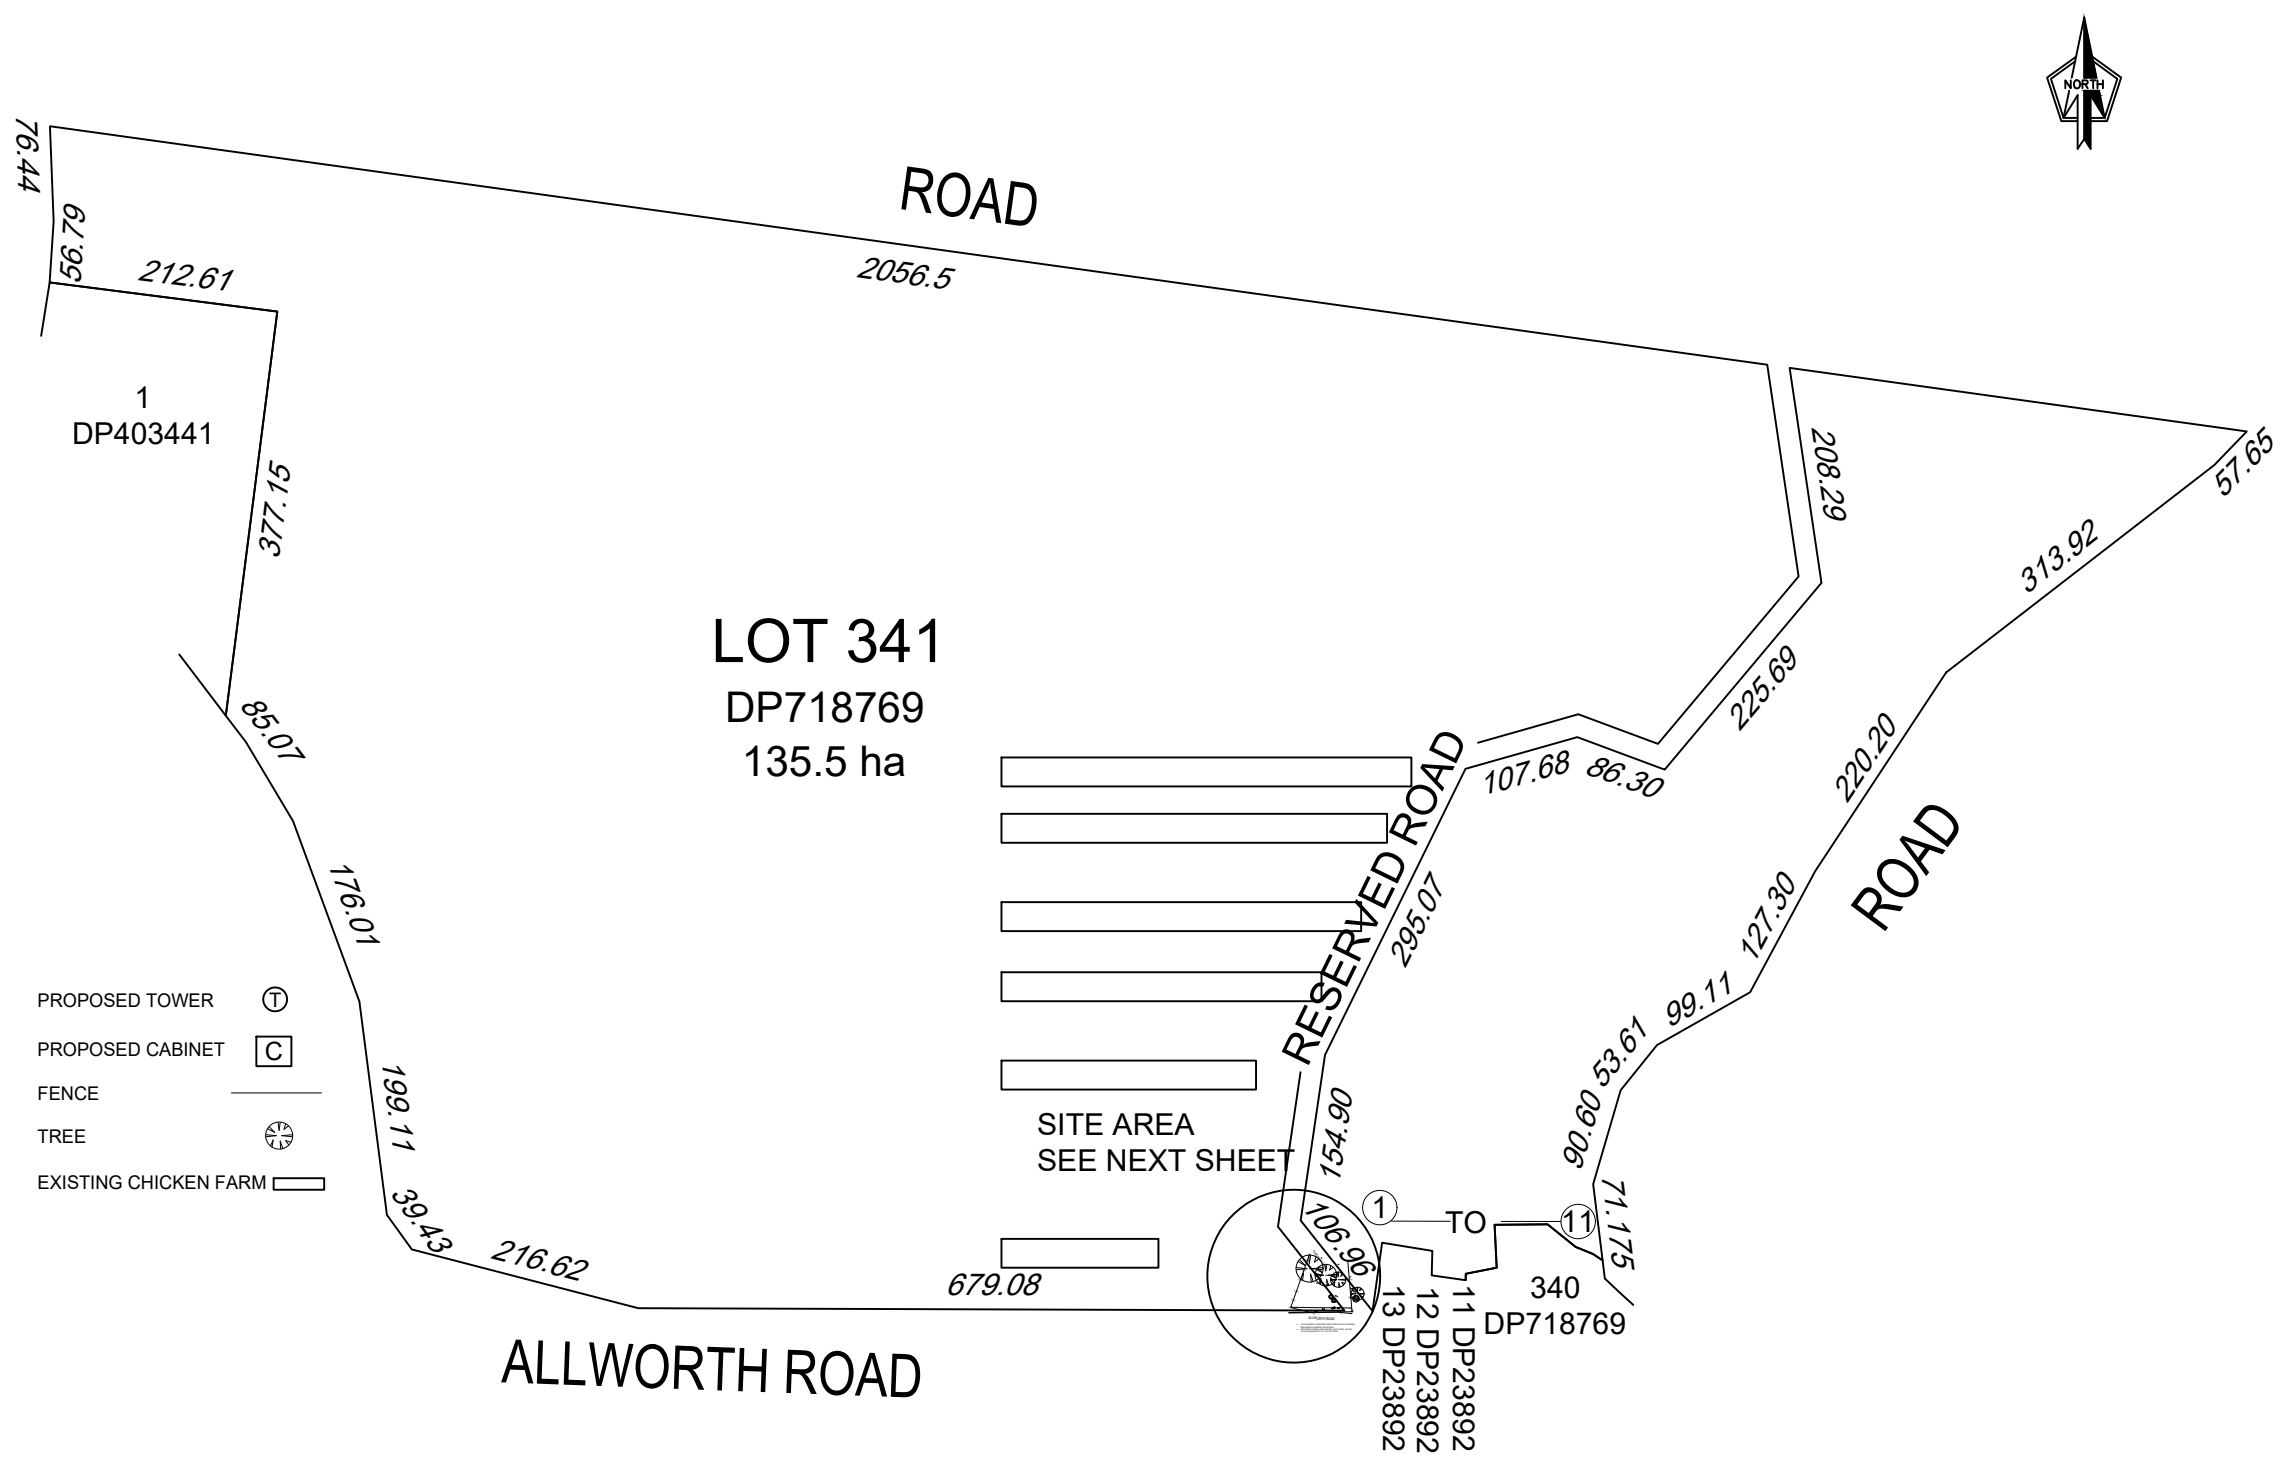 NORTH
76.44
ROAD
56.79
212.61
2056.5
1
DP403441
208.29
57.65
377.15
313.92
LOT 341
DP718769
135.5 ha
85.07
225.69
220.20
RESERVED ROAD
107.68
86.30
ROAD
176.01
295.07
127.30
PROPOSED TOWER T
99.11
PROPOSED CABINET C
53.61
FENCE
199.11
90.60
TREE
SITE AREA
SEE NEXT SHEET
154.90
EXISTING CHICKEN FARM
39.43
1 TO 11
71.175
106.96
216.62
679.08
340
DP718769
13 DP23892
12 DP23892
11 DP23892
ALLWORTH ROAD